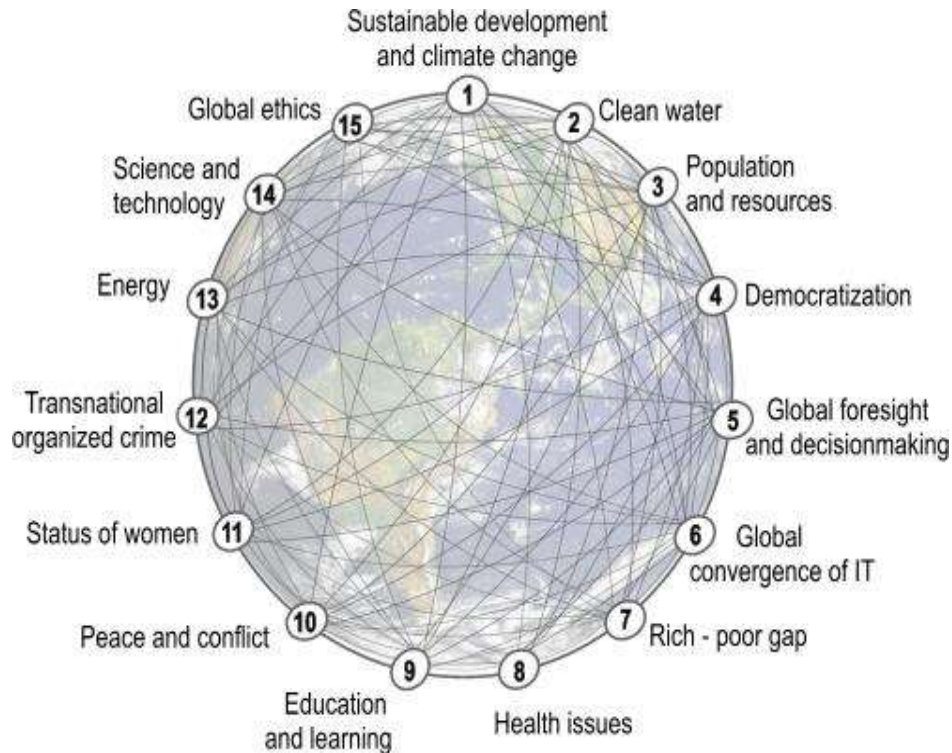 Sustainable development
and climate change
1
Global ethics
15
2
Clean water
Science and
technology
14
3
Population
and resources
Energy
13
4
Democratization
Transnational
organized crime
12
5
Global foresight
and decisionmaking
Status of women
11
6
Global
convergence of IT
Peace and conflict
10
7
Rich - poor gap
9
Education
and learning
8
Health issues